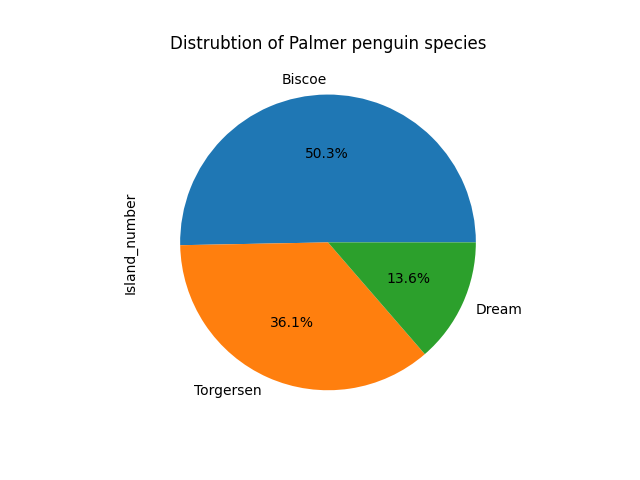 Distrubtion of Palmer penguin species
Biscoe
50.3%
Island_number
13.6%
Dream
36.1%
Torgersen